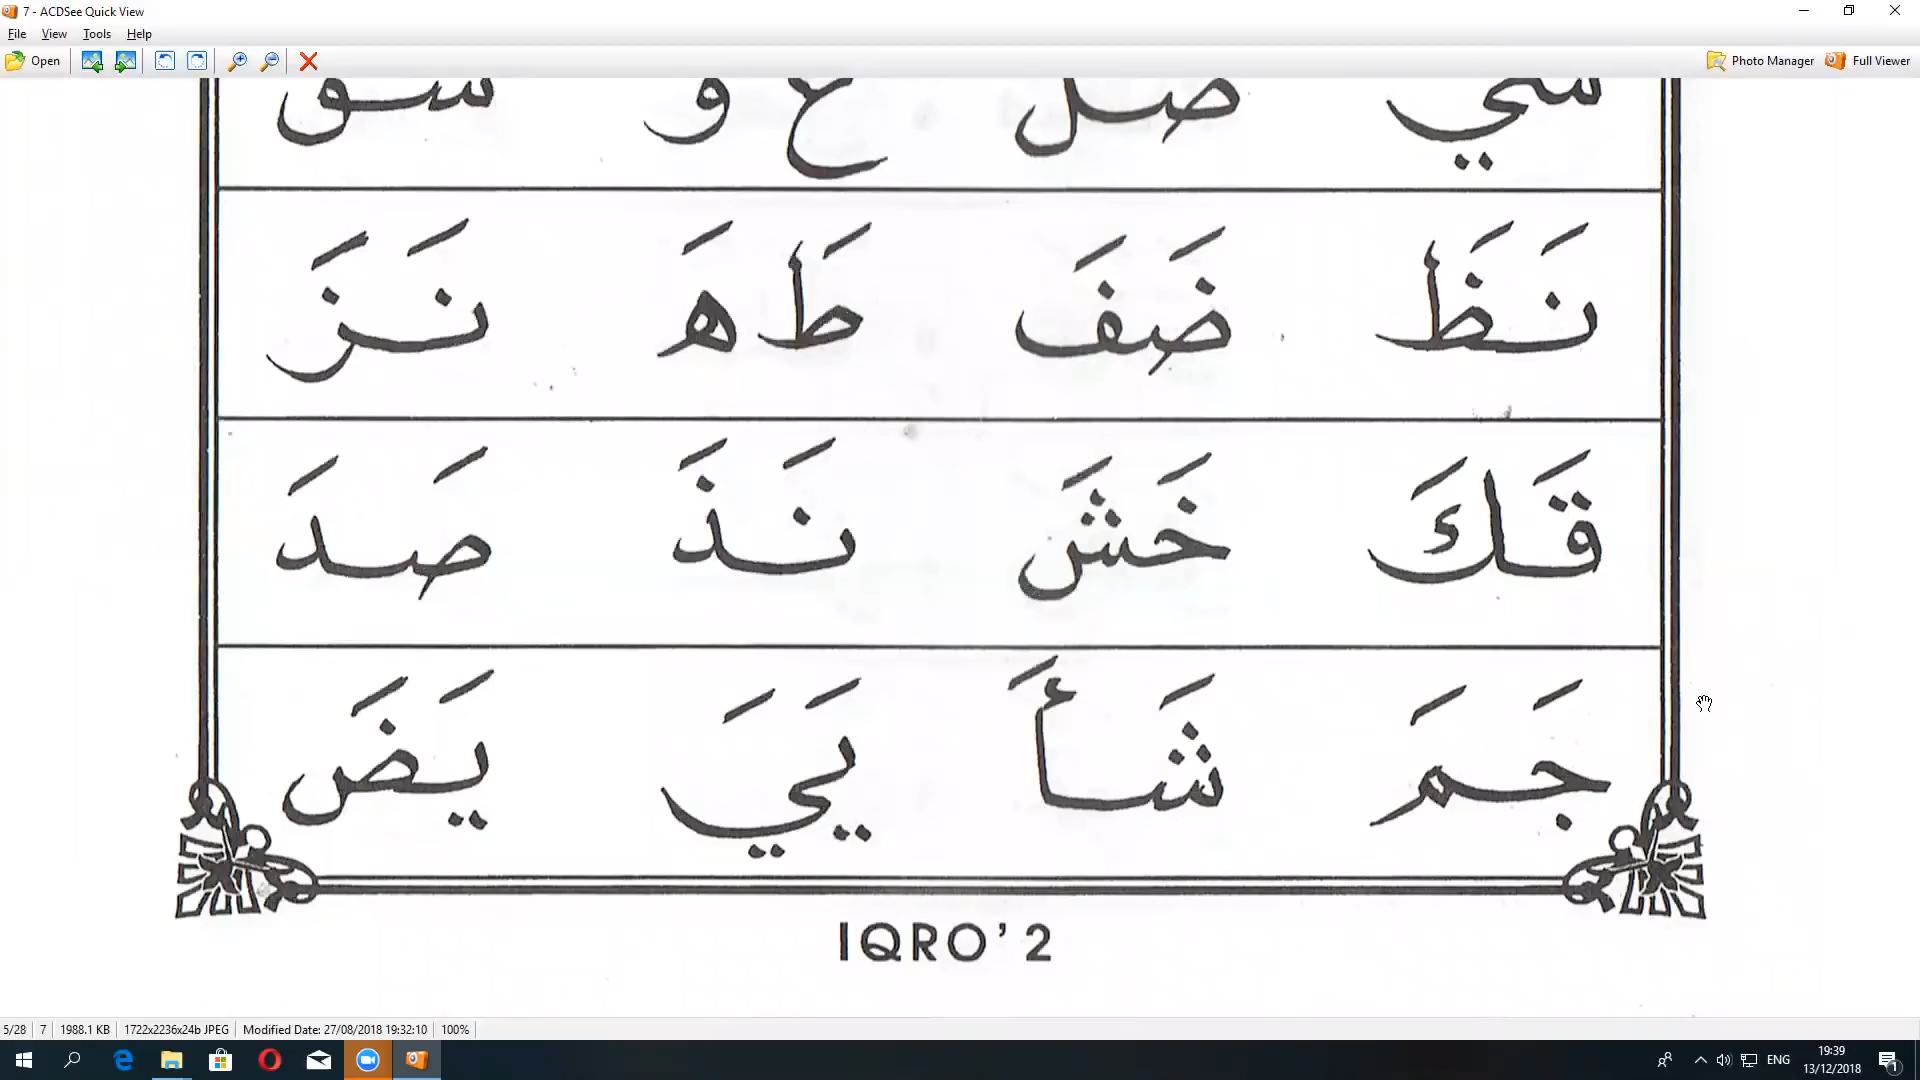 7 - ACDSee Quick View
File View Tools Help
Open Photo Manager Full Viewer
نَظَ ضَفَ طَهَ نَزَ
قَكَ خَشَ نَذَ صَدَ
جَمَ شَأَ يَيَ يَضَ
IQRO' 2
5/28 7 1988.1 KB 1722x2236x24b JPEG Modified Date: 27/08/2018 19:32:10 100%
ENG 19:39
13/12/2018